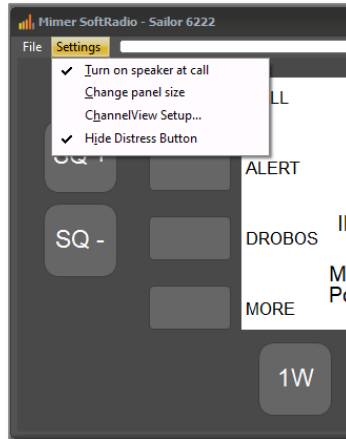 Mimer SoftRadio - Sailor 6222
File Settings
Turn on speaker at call
Change panel size
ChannelView Setup...
Hide Distress Button
LL
ALERT
SQ -
DROBOS
MORE
1W